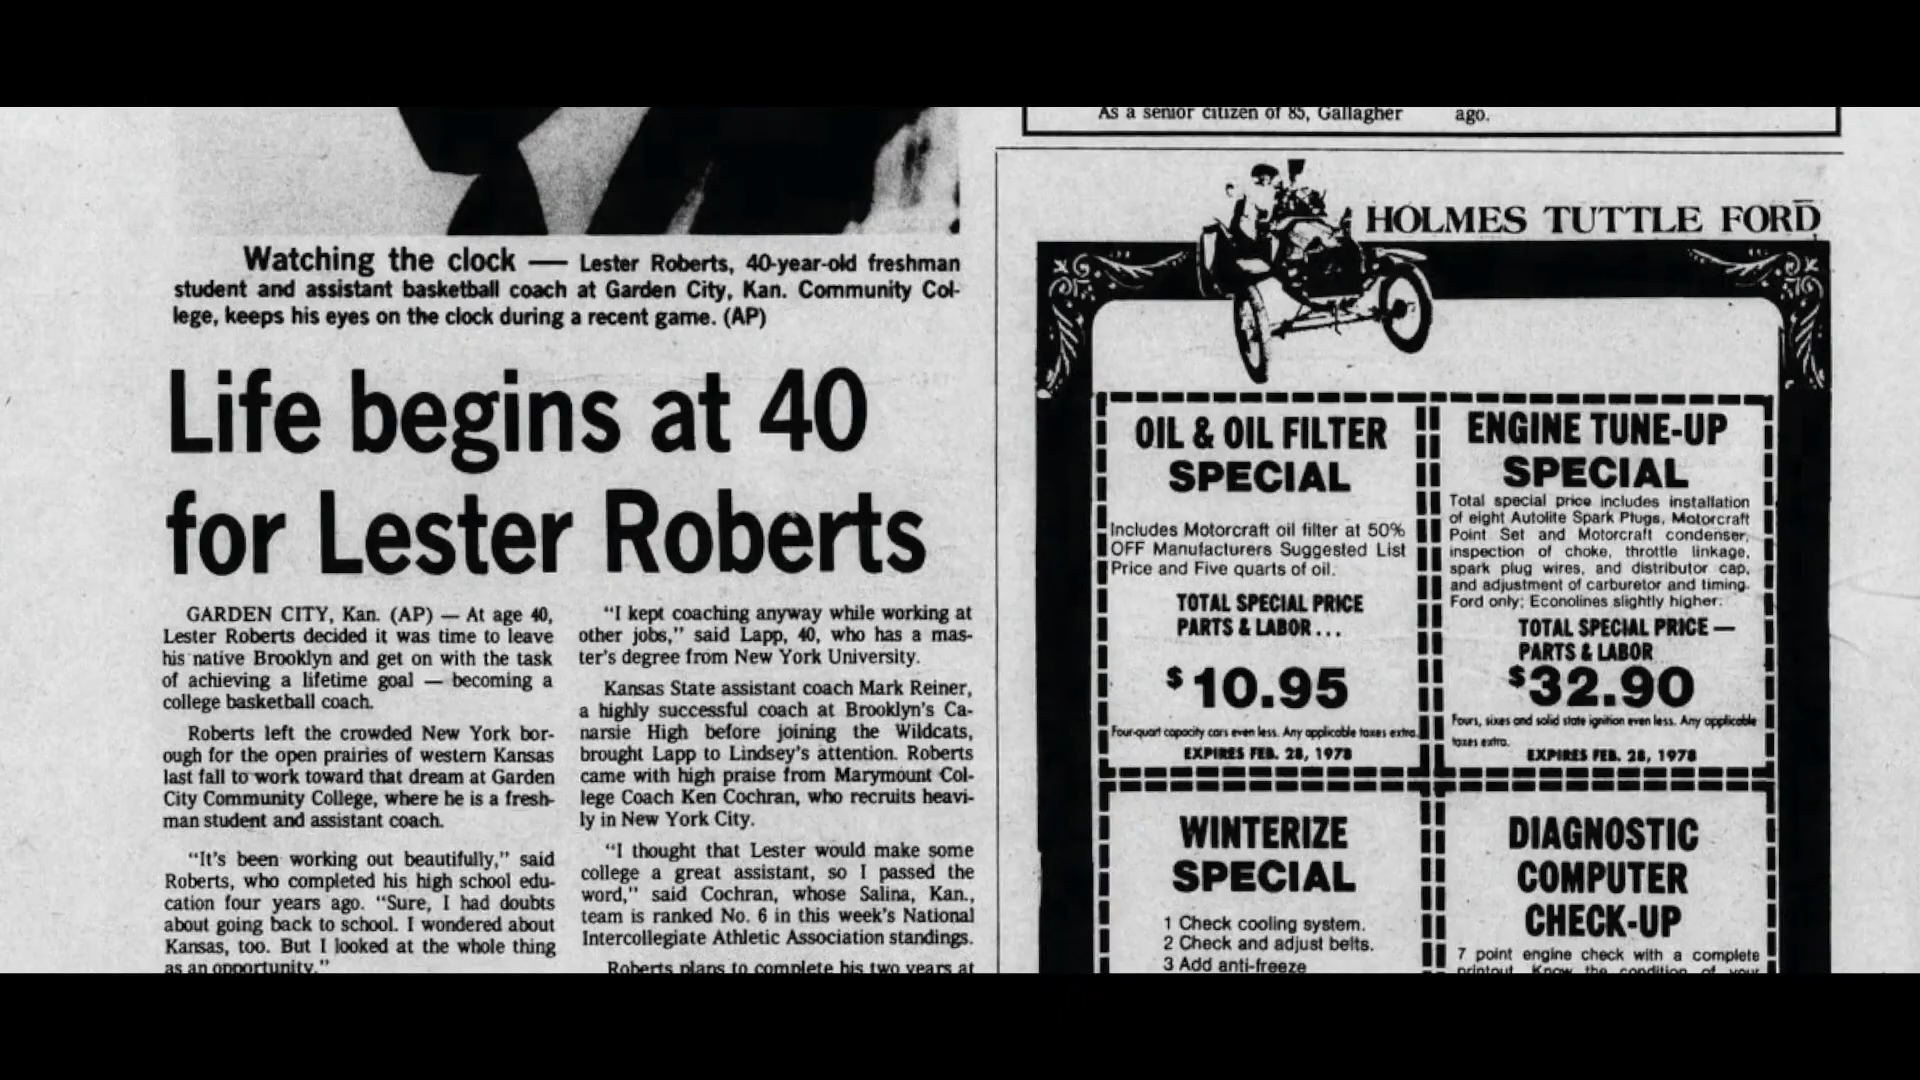 As a senior citizen of 85, Gallagher
ago.
Watching the clock — Lester Roberts, 40-year-old freshman
student and assistant basketball coach at Garden City, Kan. Community Col-
lege, keeps his eyes on the clock during a recent game. (AP)
Life begins at 40
for Lester Roberts
GARDEN CITY, Kan. (AP) — At age 40,
Lester Roberts decided it was time to leave
his native Brooklyn and get on with the task
of achieving a lifetime goal — becoming a
college basketball coach.
Roberts left the crowded New York bor-
ough for the open prairies of western Kansas
last fall to work toward that dream at Garden
City Community College, where he is a fresh-
man student and assistant coach.
"It's been working out beautifully," said
Roberts, who completed his high school edu-
cation four years ago. "Sure, I had doubts
about going back to school. I wondered about
Kansas, too. But I looked at the whole thing
as an opportunity."
"I kept coaching anyway while working at
other jobs," said Lapp, 40, who has a mas-
ter's degree from New York University.
Kansas State assistant coach Mark Reiner,
a highly successful coach at Brooklyn's Ca-
narsie High before joining the Wildcats,
brought Lapp to Lindsey's attention. Roberts
came with high praise from Marymount Col-
lege Coach Ken Cochran, who recruits heavi-
ly in New York City.
"I thought that Lester would make some
college a great assistant, so I passed the
word," said Cochran, whose Salina, Kan.,
team is ranked No. 6 in this week's National
Intercollegiate Athletic Association standings.
Roberts plans to complete his two years at
HOLMES TUTTLE FORD
OIL & OIL FILTER
SPECIAL
Includes Motorcraft oil filter at 50%
OFF Manufacturers Suggested List
Price and Five quarts of oil.
TOTAL SPECIAL PRICE
PARTS & LABOR...
$10.95
Four-quart capacity cars even less. Any applicable taxes extra.
EXPIRES FEB. 28, 1978
ENGINE TUNE-UP
SPECIAL
Total special price includes installation
of eight Autolite Spark Plugs, Motorcraft
Point Set and Motorcraft condenser,
inspection of choke, throttle linkage,
spark plug wires, and distributor cap,
and adjustment of carburetor and timing.
Ford only; Econolines slightly higher.
TOTAL SPECIAL PRICE —
PARTS & LABOR
$32.90
Fours, sixes and solid state ignition even less. Any applicable
taxes extra.
EXPIRES FEB. 28, 1978
WINTERIZE
SPECIAL
1 Check cooling system.
2 Check and adjust belts.
3 Add anti-freeze
DIAGNOSTIC
COMPUTER
CHECK-UP
7 point engine check with a complete
printout. Know the condition of your